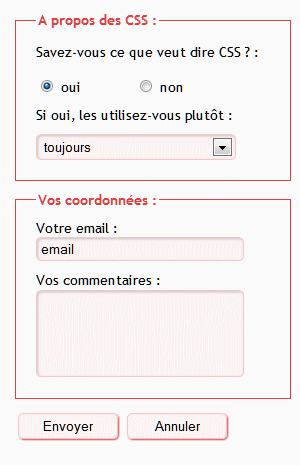 A propos des CSS :
Savez-vous ce que veut dire CSS ? :
oui non
Si oui, les utilisez-vous plutôt :
toujours
Vos coordonnées :
Votre email :
email
Vos commentaires :
Envoyer Annuler